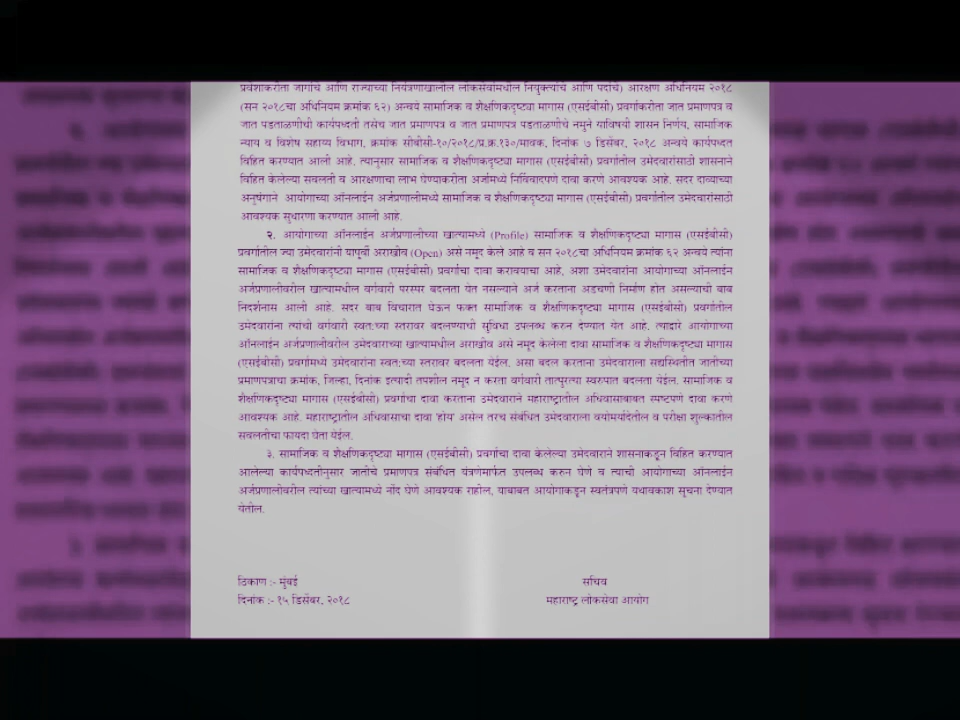 प्रवेशाकरीता जागांचे आणि राज्याच्या नियंत्रणाखालील लोकसेवांमधील नियुक्त्यांचे आणि पदांचे) आरक्षण अधिनियम २०१८
(सन २०१८चा अधिनियम क्रमांक ६२) अन्वये सामाजिक व शैक्षणिकदृष्ट्या मागास (एसईबीसी) प्रवर्गाकरीता जात प्रमाणपत्र व
जात पडताळणीची कार्यपध्दती तसेच जात प्रमाणपत्र व जात प्रमाणपत्र पडताळणीचे नमुने याविषयी शासन निर्णय, सामाजिक
न्याय व विशेष सहाय्य विभाग, क्रमांक सीबीसी-१०/२०१८/प्र.क्र.१३०/मावक, दिनांक ७ डिसेंबर, २०१८ अन्वये कार्यपध्दत
विहित करण्यात आली आहे. त्यानुसार सामाजिक व शैक्षणिकदृष्ट्या मागास (एसईबीसी) प्रवर्गातील उमेदवारांसाठी शासनाने
विहित केलेल्या सवलती व आरक्षणाचा लाभ घेण्याकरीता अर्जामध्ये निर्विवादपणे दावा करणे आवश्यक आहे. सदर दाव्याच्या
अनुषंगाने आयोगाच्या ऑनलाईन अर्जप्रणालीमध्ये सामाजिक व शैक्षणिकदृष्ट्या मागास (एसईबीसी) प्रवर्गातील उमेदवारांसाठी
आवश्यक सुधारणा करण्यात आली आहे.
२. आयोगाच्या ऑनलाईन अर्जप्रणालीच्या खात्यामध्ये (Profile) सामाजिक व शैक्षणिकदृष्ट्या मागास (एसईबीसी)
प्रवर्गातील ज्या उमेदवारांनी यापूर्वी अराखीव (Open) असे नमूद केले आहे व सन २०१८चा अधिनियम क्रमांक ६२ अन्वये त्यांना
सामाजिक व शैक्षणिकदृष्ट्या मागास (एसईबीसी) प्रवर्गाचा दावा करावयाचा आहे, अशा उमेदवारांना आयोगाच्या ऑनलाईन
अर्जप्रणालीवरील खात्यामधील वर्गवारी परस्पर बदलता येत नसल्याने अर्ज करताना अडचणी निर्माण होत असल्याची बाब
निदर्शनास आली आहे. सदर बाब विचारात घेऊन फक्त सामाजिक व शैक्षणिकदृष्ट्या मागास (एसईबीसी) प्रवर्गातील
उमेदवारांना त्यांची वर्गवारी स्वत:च्या स्तरावर बदलण्याची सुविधा उपलब्ध करुन देण्यात येत आहे. त्याद्वारे आयोगाच्या
ऑनलाईन अर्जप्रणालीवरील उमेदवाराच्या खात्यामधील अराखीव असे नमूद केलेला दावा सामाजिक व शैक्षणिकदृष्ट्या मागास
(एसईबीसी) प्रवर्गामध्ये उमेदवारांना स्वत:च्या स्तरावर बदलता येईल. असा बदल करताना उमेदवाराला सद्यस्थितीत जातीच्या
प्रमाणपत्राचा क्रमांक, जिल्हा, दिनांक इत्यादी तपशील नमूद न करता वर्गवारी तात्पुरत्या स्वरुपात बदलता येईल. सामाजिक व
शैक्षणिकदृष्ट्या मागास (एसईबीसी) प्रवर्गाचा दावा करताना उमेदवाराने महाराष्ट्रातील अधिवासाबाबत स्पष्टपणे दावा करणे
आवश्यक आहे. महाराष्ट्रातील अधिवासाचा दावा 'होय' असेल तरच संबंधित उमेदवाराला वयोमर्यादेतील व परीक्षा शुल्कातील
सवलतीचा फायदा घेता येईल.
३. सामाजिक व शैक्षणिकदृष्ट्या मागास (एसईबीसी) प्रवर्गाचा दावा केलेल्या उमेदवाराने शासनाकडून विहित करण्यात
आलेल्या कार्यपध्दतीनुसार जातीचे प्रमाणपत्र संबंधित यंत्रणेमार्फत उपलब्ध करुन घेणे व त्याची आयोगाच्या ऑनलाईन
अर्जप्रणालीवरील त्यांच्या खात्यामध्ये नोंद घेणे आवश्यक राहील, याबाबत आयोगाकडून स्वतंत्रपणे यथावकाश सूचना देण्यात
येतील.
ठिकाण :- मुंबई सचिव
दिनांक :- १५ डिसेंबर, २०१८ महाराष्ट्र लोकसेवा आयोग